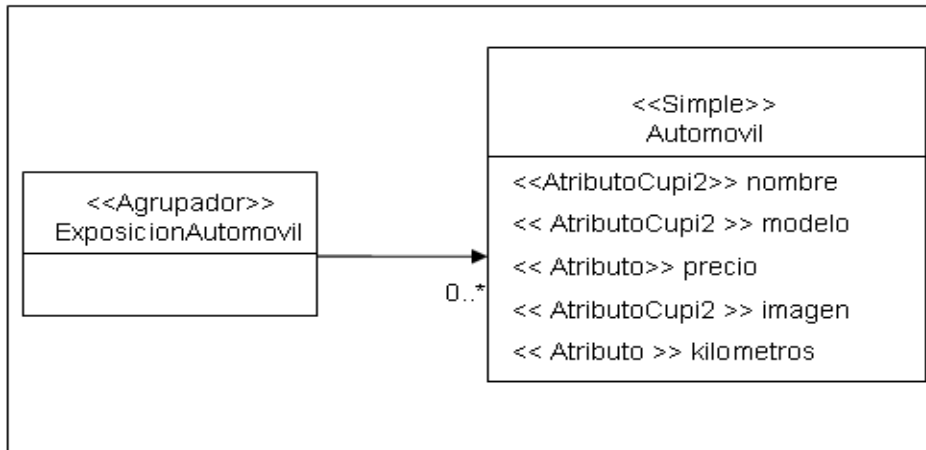 <<Agrupador>>
ExposicionAutomovil
0..*
<<Simple>>
Automovil
<<AtributoCupi2>> nombre
<< AtributoCupi2 >> modelo
<< Atributo>> precio
<< AtributoCupi2 >> imagen
<< Atributo >> kilometros